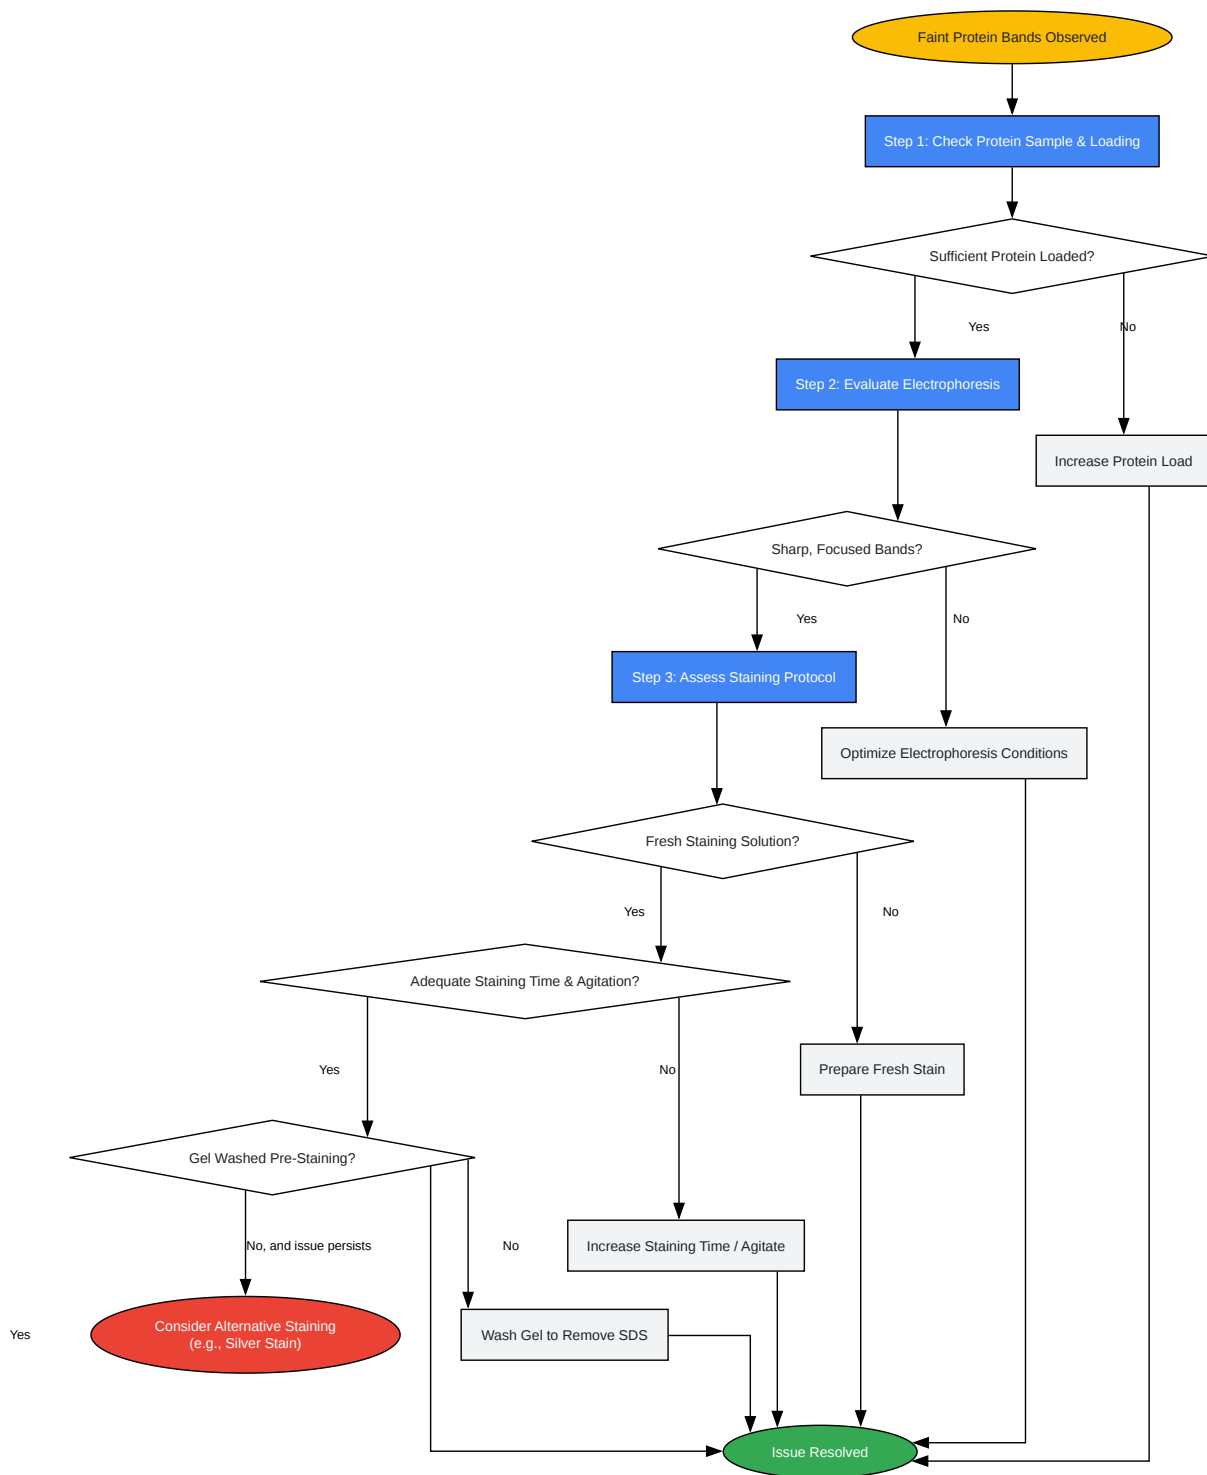 Faint Protein Bands Observed
Step 1: Check Protein Sample & Loading
Sufficient Protein Loaded?
Yes
No
Step 2: Evaluate Electrophoresis
Increase Protein Load
Sharp, Focused Bands?
Yes
No
Step 3: Assess Staining Protocol
Optimize Electrophoresis Conditions
Fresh Staining Solution?
Yes
No
Adequate Staining Time & Agitation?
Yes
No
Prepare Fresh Stain
Gel Washed Pre-Staining?
No, and issue persists
No
Increase Staining Time / Agitate
Consider Alternative Staining
(e.g., Silver Stain)
Yes
Wash Gel to Remove SDS
Issue Resolved